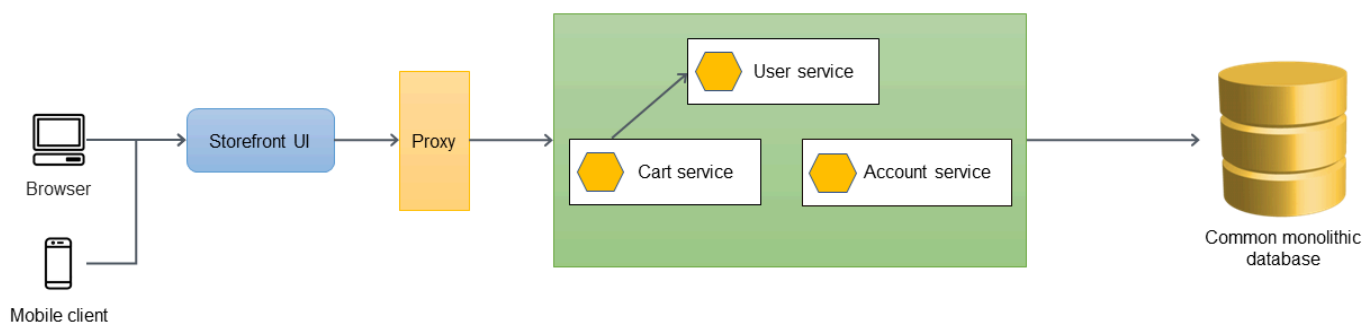 Browser
Mobile client
Storefront UI
Proxy
User service
Cart service
Account service
Common monolithic
database